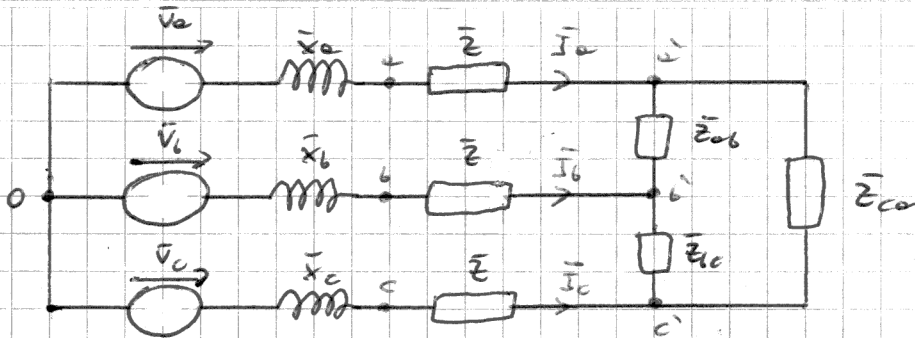 V̄a
X̄a Z̄ Īa
Z̄ab
V̄b
X̄b b Z̄ Īb b'
0
Z̄ca
V̄c
X̄c c Z̄ Īc Z̄bc
c'